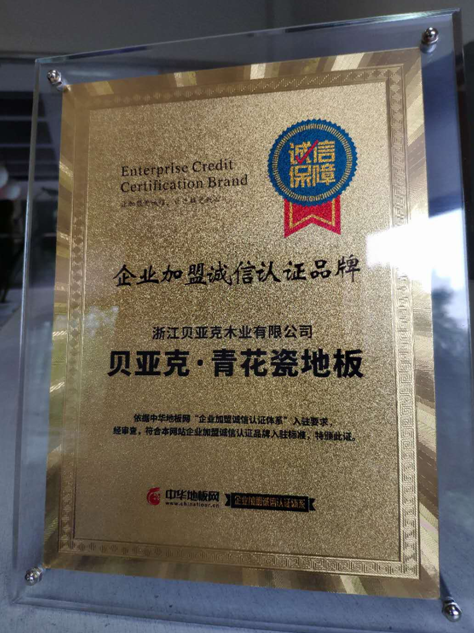 诚信
保障
Enterprise Credit
Certification Brand
企业加盟诚信认证品牌
浙江贝亚克木业有限公司
贝亚克·青花瓷地板
依据中华地板网“企业加盟诚信认证体系”入驻要求,
经审查,符合本网站企业加盟诚信认证品牌入驻标准,特颁此证。
中华地板网 企业加盟诚信认证体系
www.chinafloor.cn